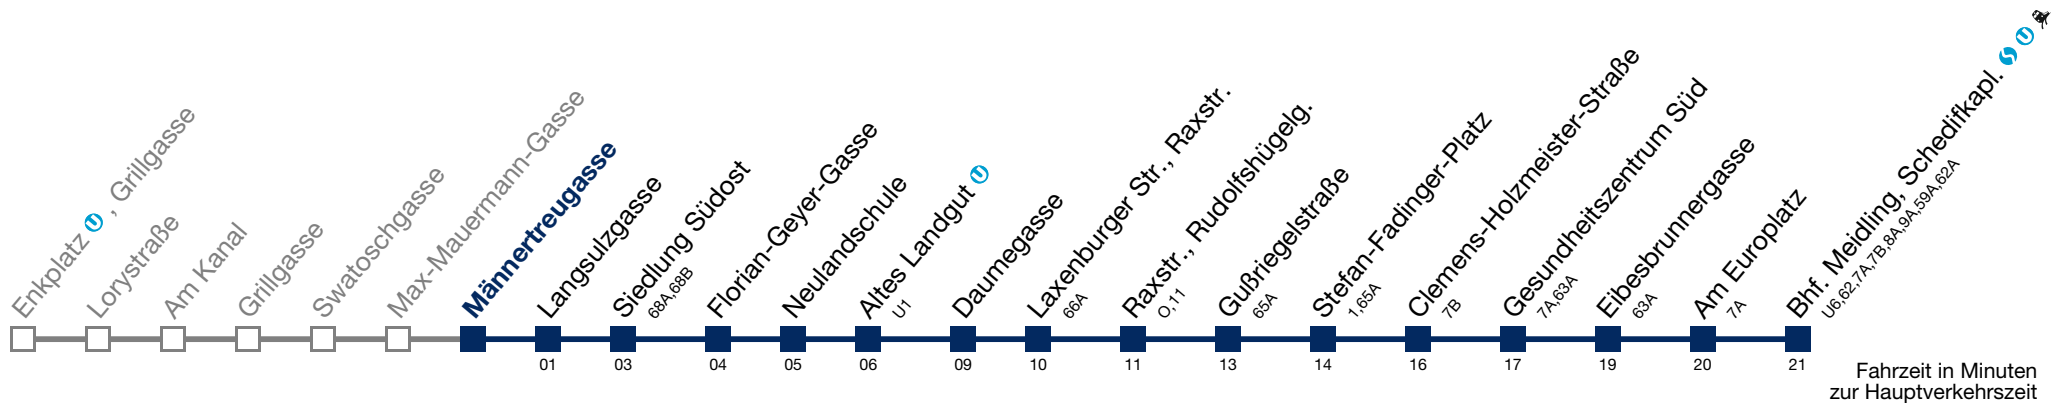 Enkplatz U, Grillgasse
Lorystraße
Am Kanal
Grillgasse
Swatoschgasse
Max-Mauermann-Gasse
Männertreugasse
Langsulzgasse
01
Siedlung Südost
68A,68B
03
Florian-Geyer-Gasse
04
Neulandschule
05
Altes Landgut U
U1
06
Daumegasse
09
Laxenburger Str., Raxstr.
66A
10
Raxstr., Rudolfshügelg.
O,11
11
Gußriegelstraße
65A
13
Stefan-Fadinger-Platz
1,65A
14
Clemens-Holzmeister-Straße
7B
16
Gesundheitszentrum Süd
7A,63A
17
Eibesbrunnergasse
63A
19
Am Europlatz
7A
20
Bhf. Meidling, Schedifkapl. S U
U6,62,7A,7B,8A,9A,59A,62A
21
Fahrzeit in Minuten
zur Hauptverkehrszeit